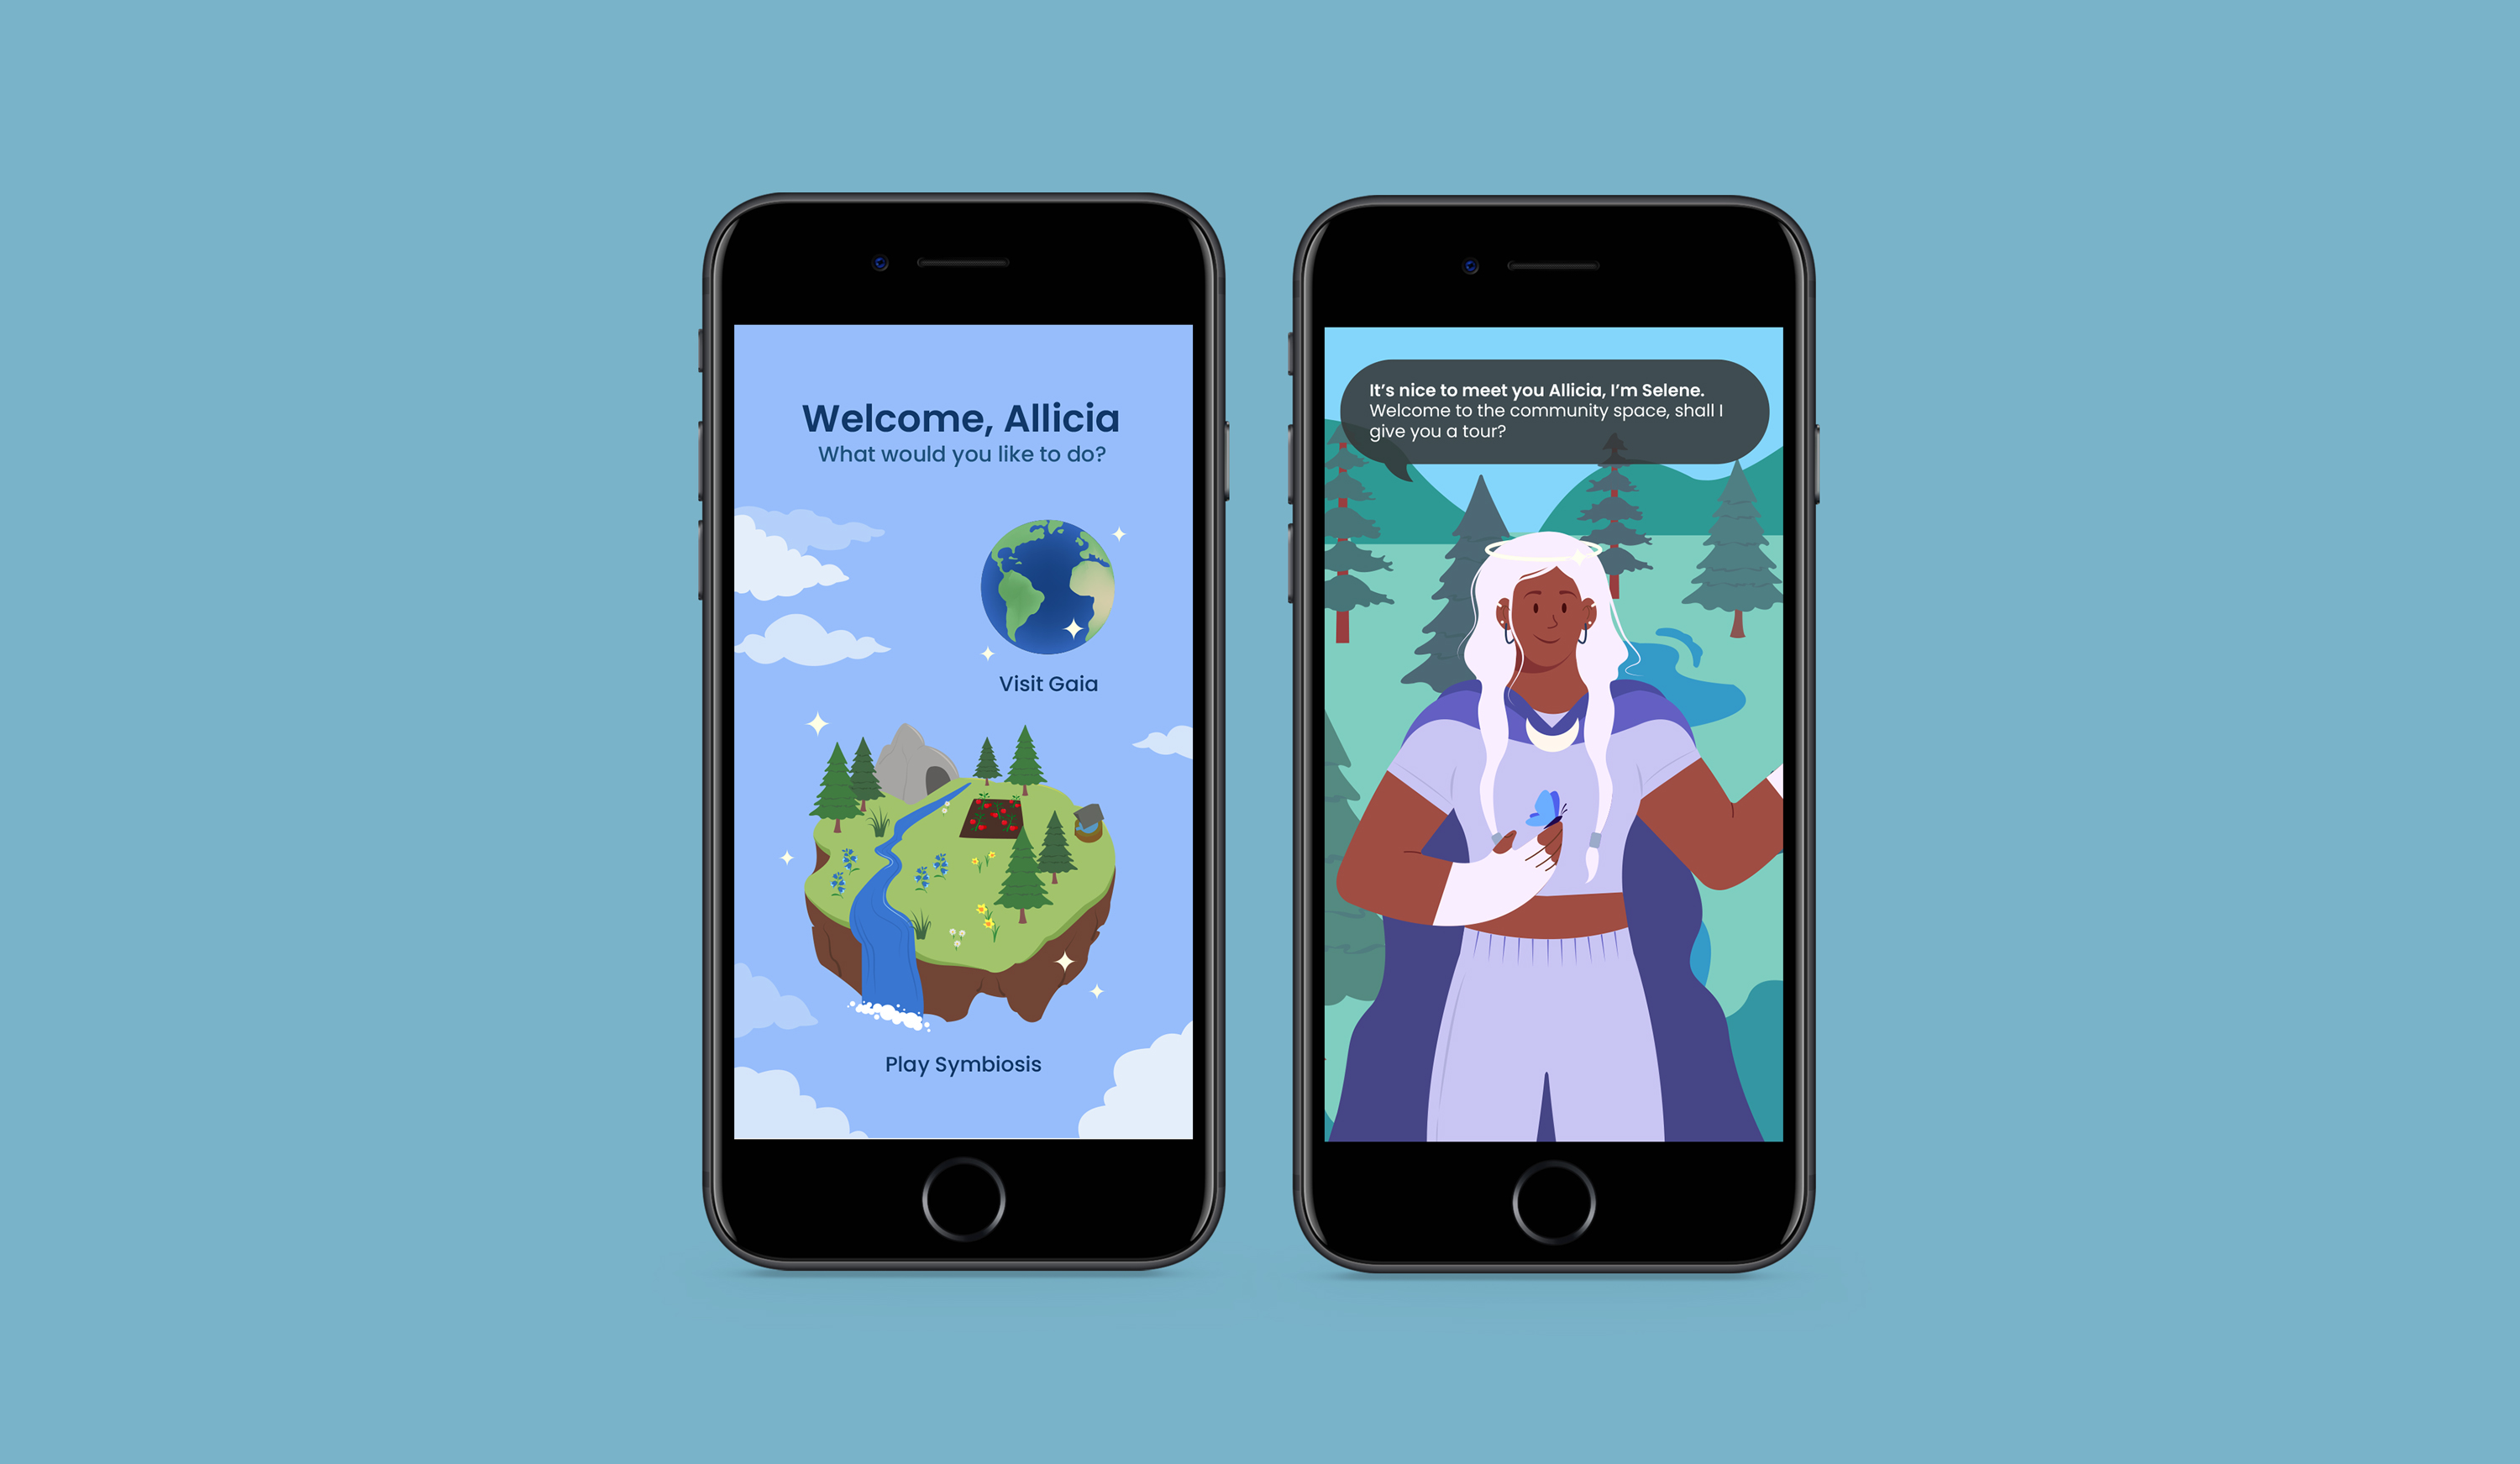 Welcome, Allicia
What would you like to do?
Visit Gaia
Play Symbiosis
It's nice to meet you Allicia, I'm Selene.
Welcome to the community space, shall I
give you a tour?